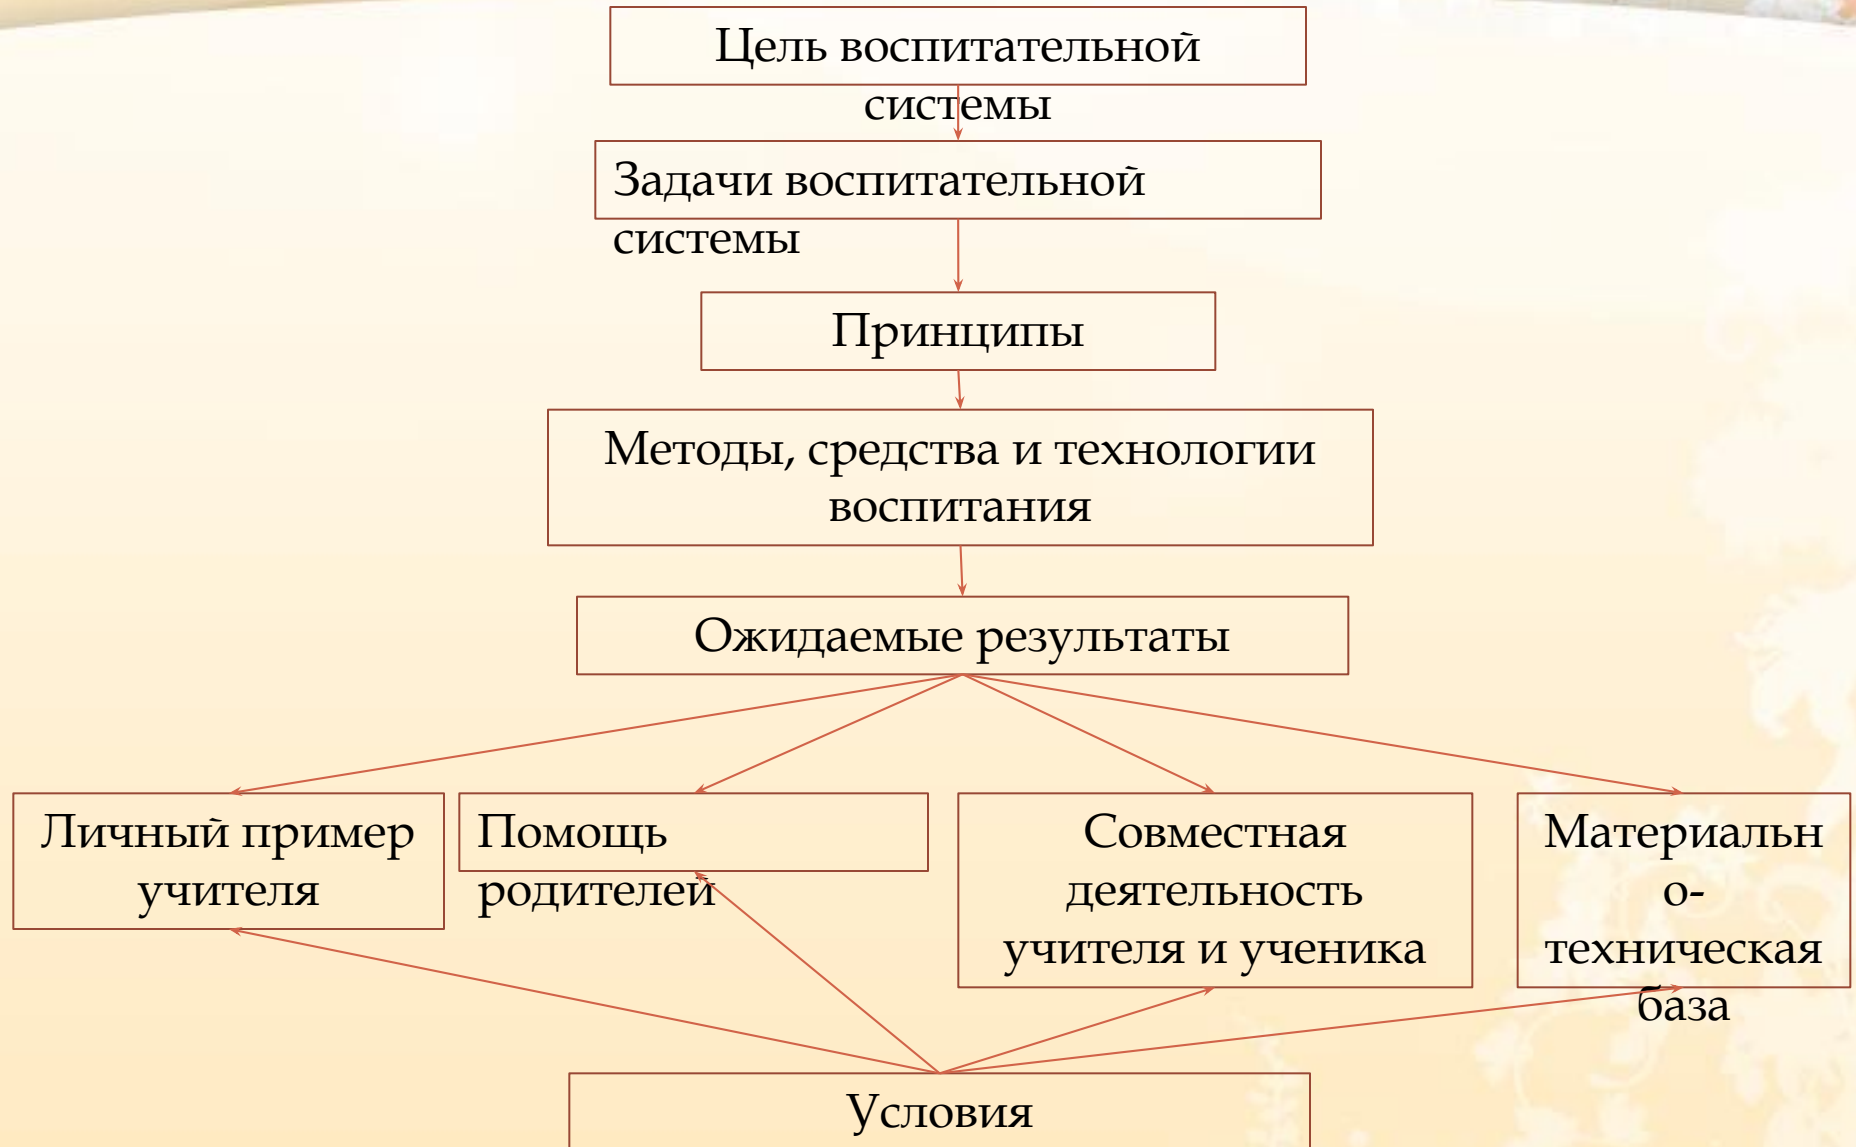 Цель воспитательной
системы
Задачи воспитательной
системы
Принципы
Методы, средства и технологии
воспитания
Ожидаемые результаты
Личный пример
учителя
Помощь
родителей
Совместная
деятельность
учителя и ученика
Материальн
о-
техническая
база
Условия